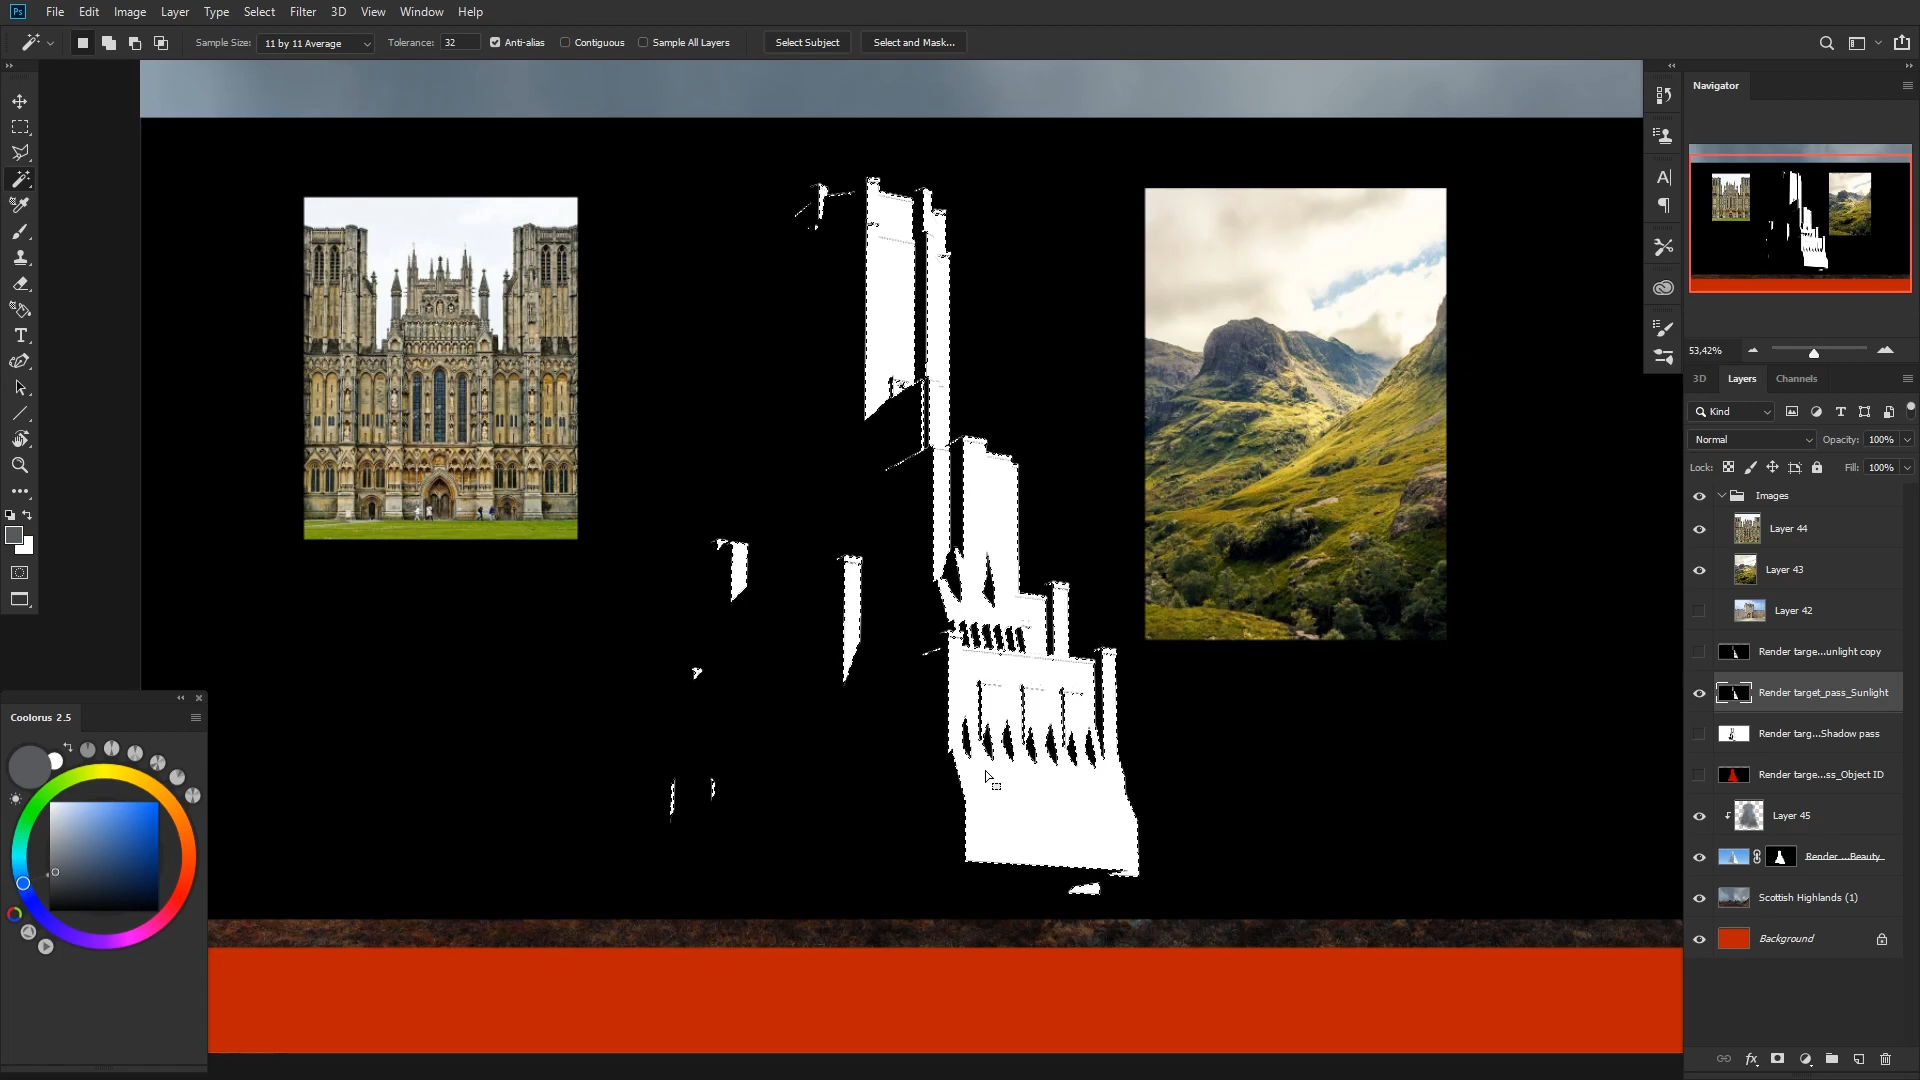 Ps File Edit Image Layer Type Select Filter 3D View Window Help
Sample Size: 11 by 11 Average Tolerance: 32 Anti-alias Contiguous Sample All Layers Select Subject Select and Mask...
Navigator
53,42%
3D Layers Channels
Kind
Normal Opacity: 100%
Lock: Fill: 100%
Images
Layer 44
Layer 43
Layer 42
Render targe...unlight copy
Render target_pass_Sunlight
Render targ...Shadow pass
Render targe...ss_Object ID
Layer 45
Render ...Beauty
Scottish Highlands (1)
Background
Coolorus 2.5